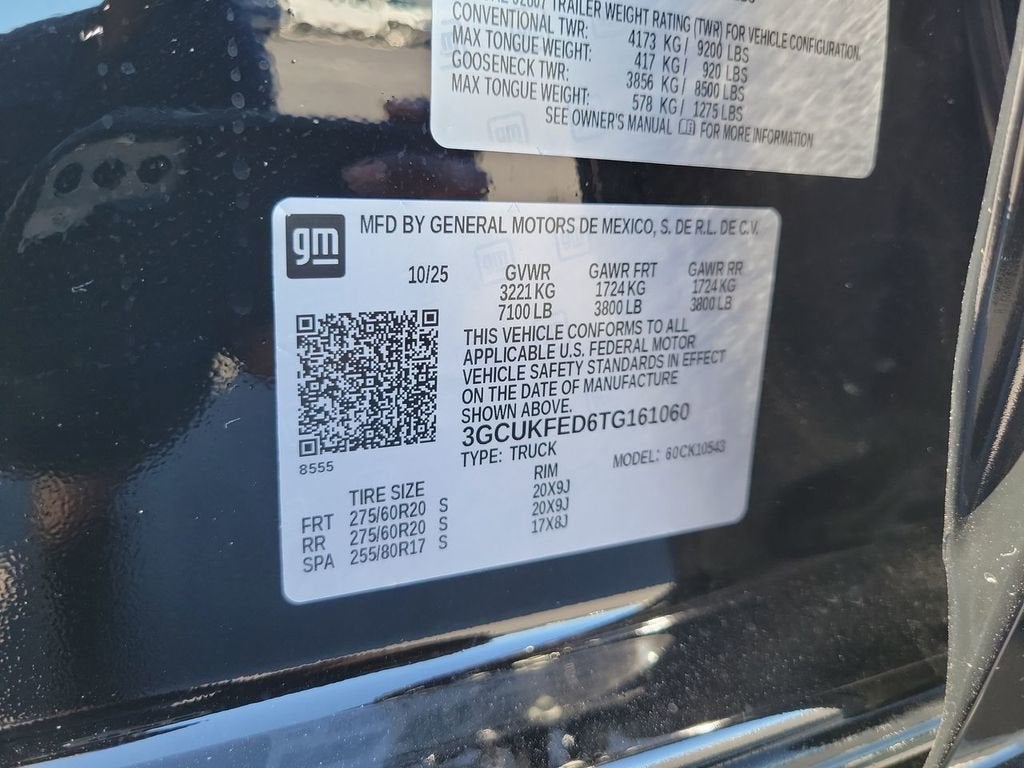 TRAILER WEIGHT RATING (TWR) FOR VEHICLE CONFIGURATION.
CONVENTIONAL TWR: 4173 KG / 9200 LBS
MAX TONGUE WEIGHT: 417 KG / 920 LBS
GOOSENECK TWR: 3856 KG / 8500 LBS
MAX TONGUE WEIGHT: 578 KG / 1275 LBS
SEE OWNER'S MANUAL FOR MORE INFORMATION
gm
MFD BY GENERAL MOTORS DE MEXICO, S. DE R.L. DE C.V.
10/25 GVWR GAWR FRT GAWR RR
3221 KG 1724 KG 1724 KG
7100 LB 3800 LB 3800 LB
THIS VEHICLE CONFORMS TO ALL
APPLICABLE U.S. FEDERAL MOTOR
VEHICLE SAFETY STANDARDS IN EFFECT
ON THE DATE OF MANUFACTURE
SHOWN ABOVE.
3GCUKFED6TG161060
TYPE: TRUCK MODEL: 60CK10543
8555
TIRE SIZE RIM
FRT 275/60R20 S 20X9J
RR 275/60R20 S 20X9J
SPA 255/80R17 S 17X8J